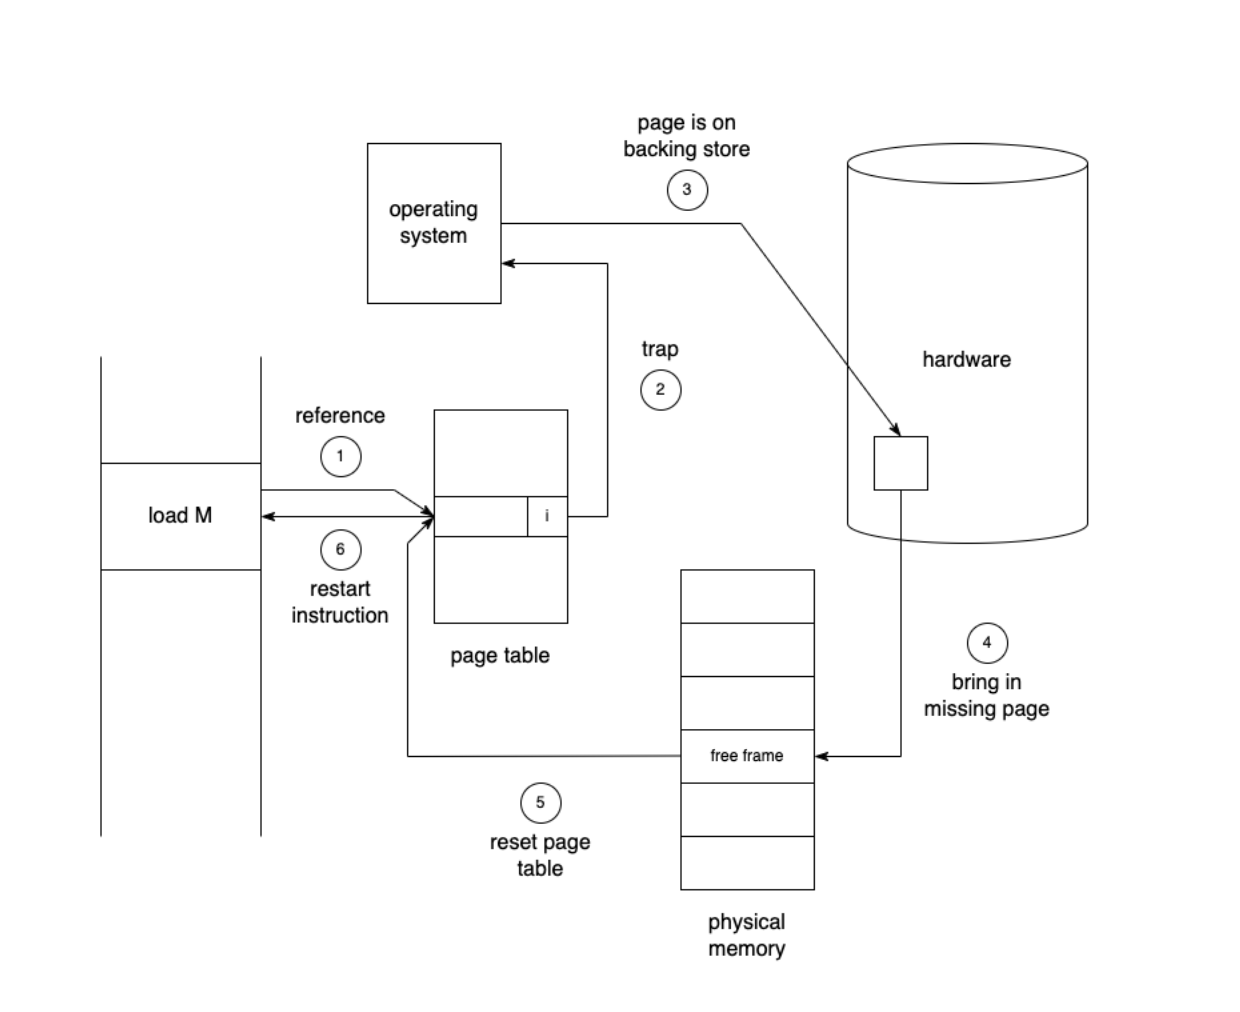 page is on
backing store
3
operating
system
hardware
trap
2
reference
1
load M
i
6
restart
instruction
page table
4
bring in
missing page
free frame
5
reset page
table
physical
memory